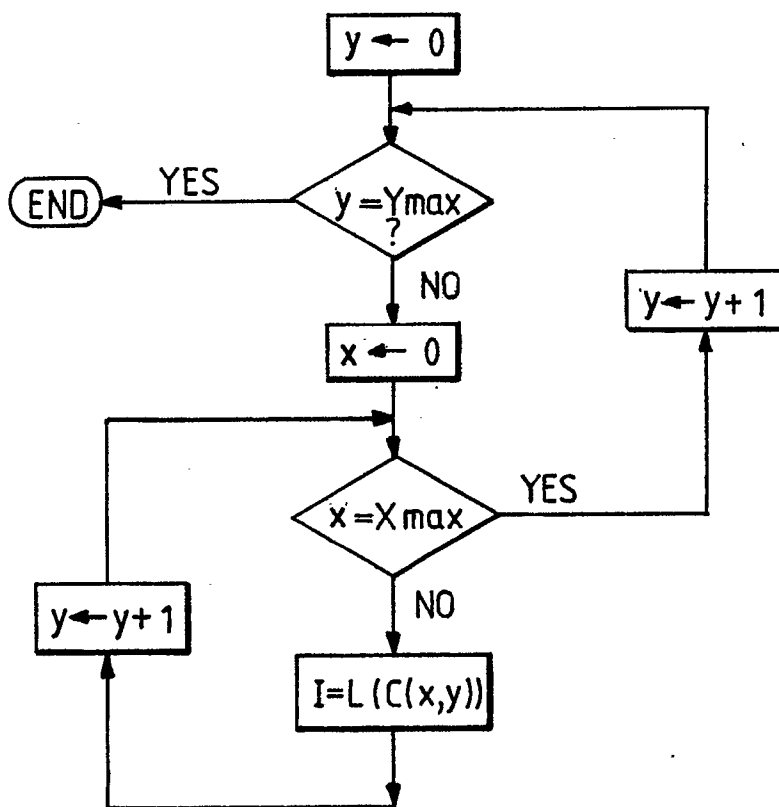 y ← 0
YES
END
y = Ymax
?
NO
y ← y + 1
x ← 0
YES
x = X max
y ← y + 1
NO
I = L (C(x,y))